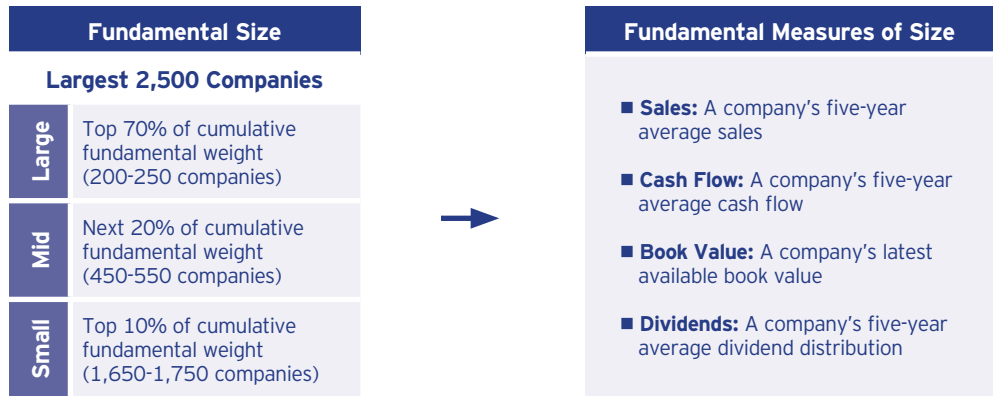 Fundamental Size
Largest 2,500 Companies
Large
Top 70% of cumulative
fundamental weight
(200-250 companies)
Mid
Next 20% of cumulative
fundamental weight
(450-550 companies)
Small
Top 10% of cumulative
fundamental weight
(1,650-1,750 companies)
Fundamental Measures of Size
■ Sales: A company's five-year
average sales
■ Cash Flow: A company's five-year
average cash flow
■ Book Value: A company's latest
available book value
■ Dividends: A company's five-year
average dividend distribution